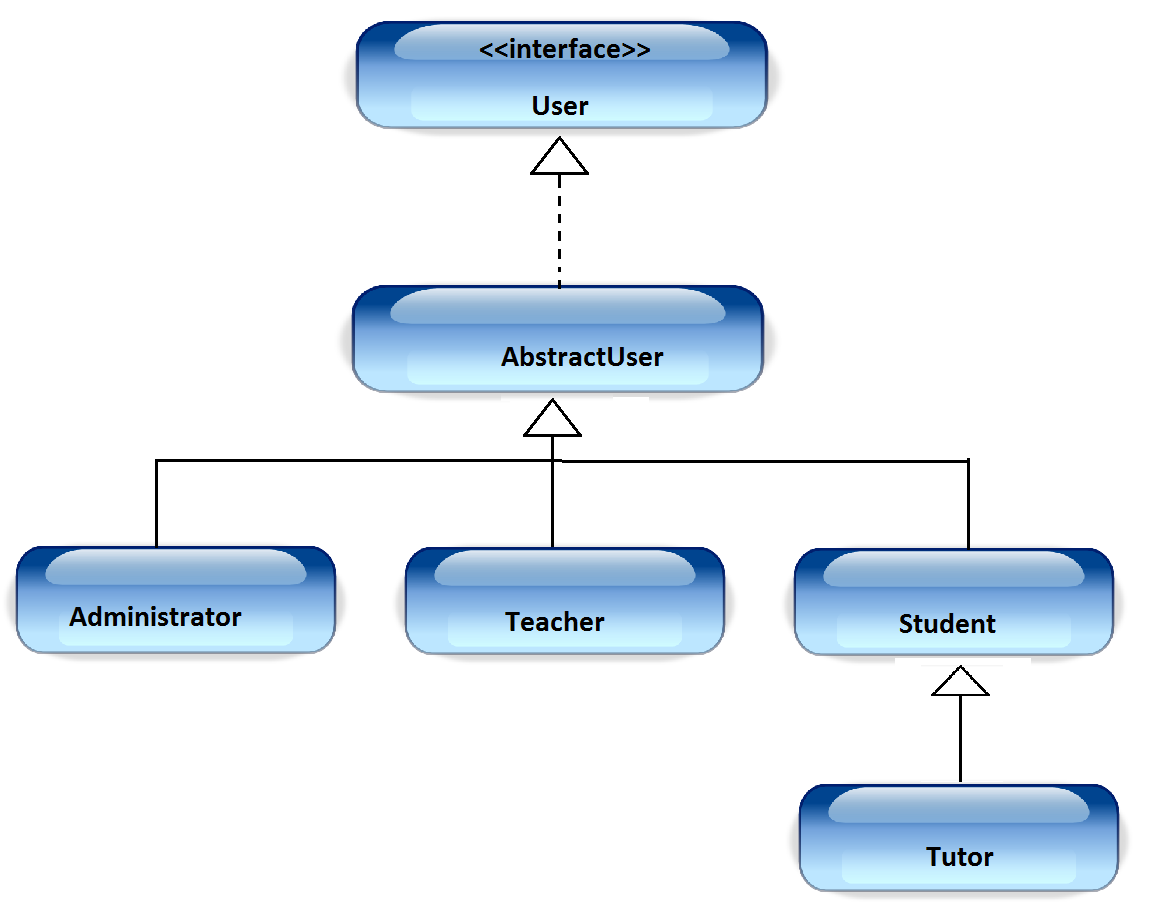 <<interface>>
User
AbstractUser
Administrator
Teacher
Student
Tutor